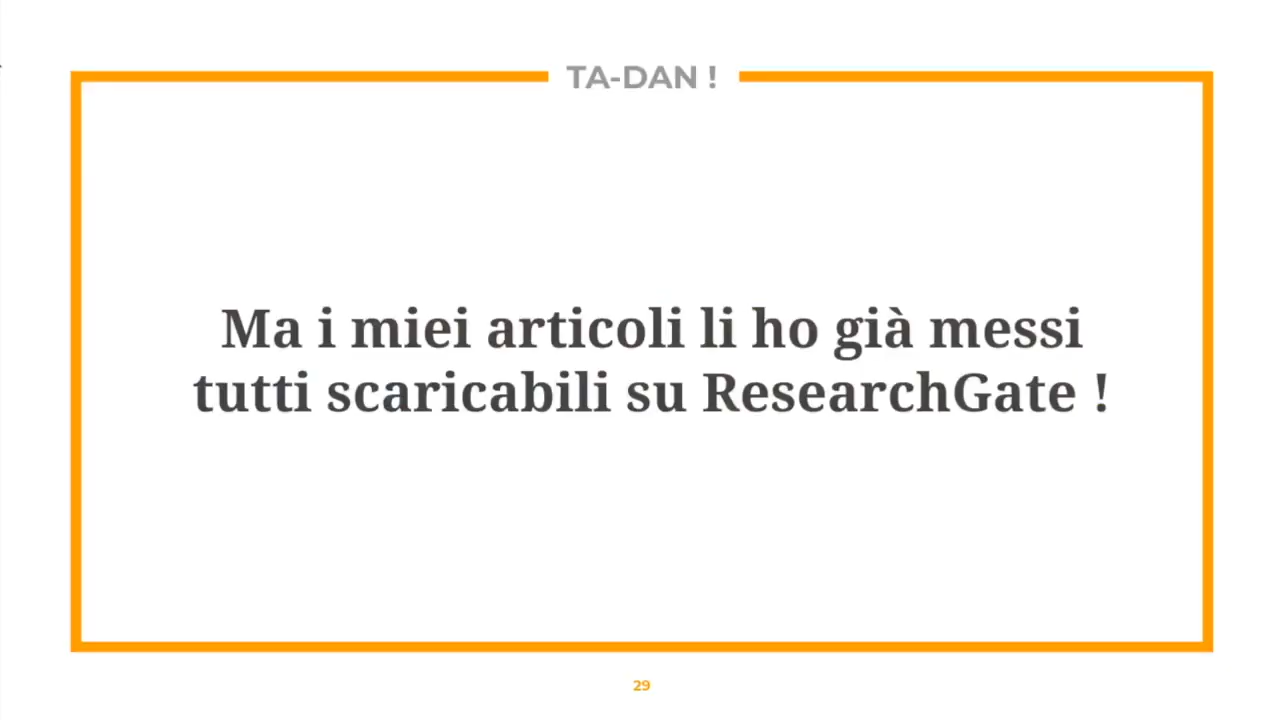 TA-DAN !
Ma i miei articoli li ho già messi
tutti scaricabili su ResearchGate !
29